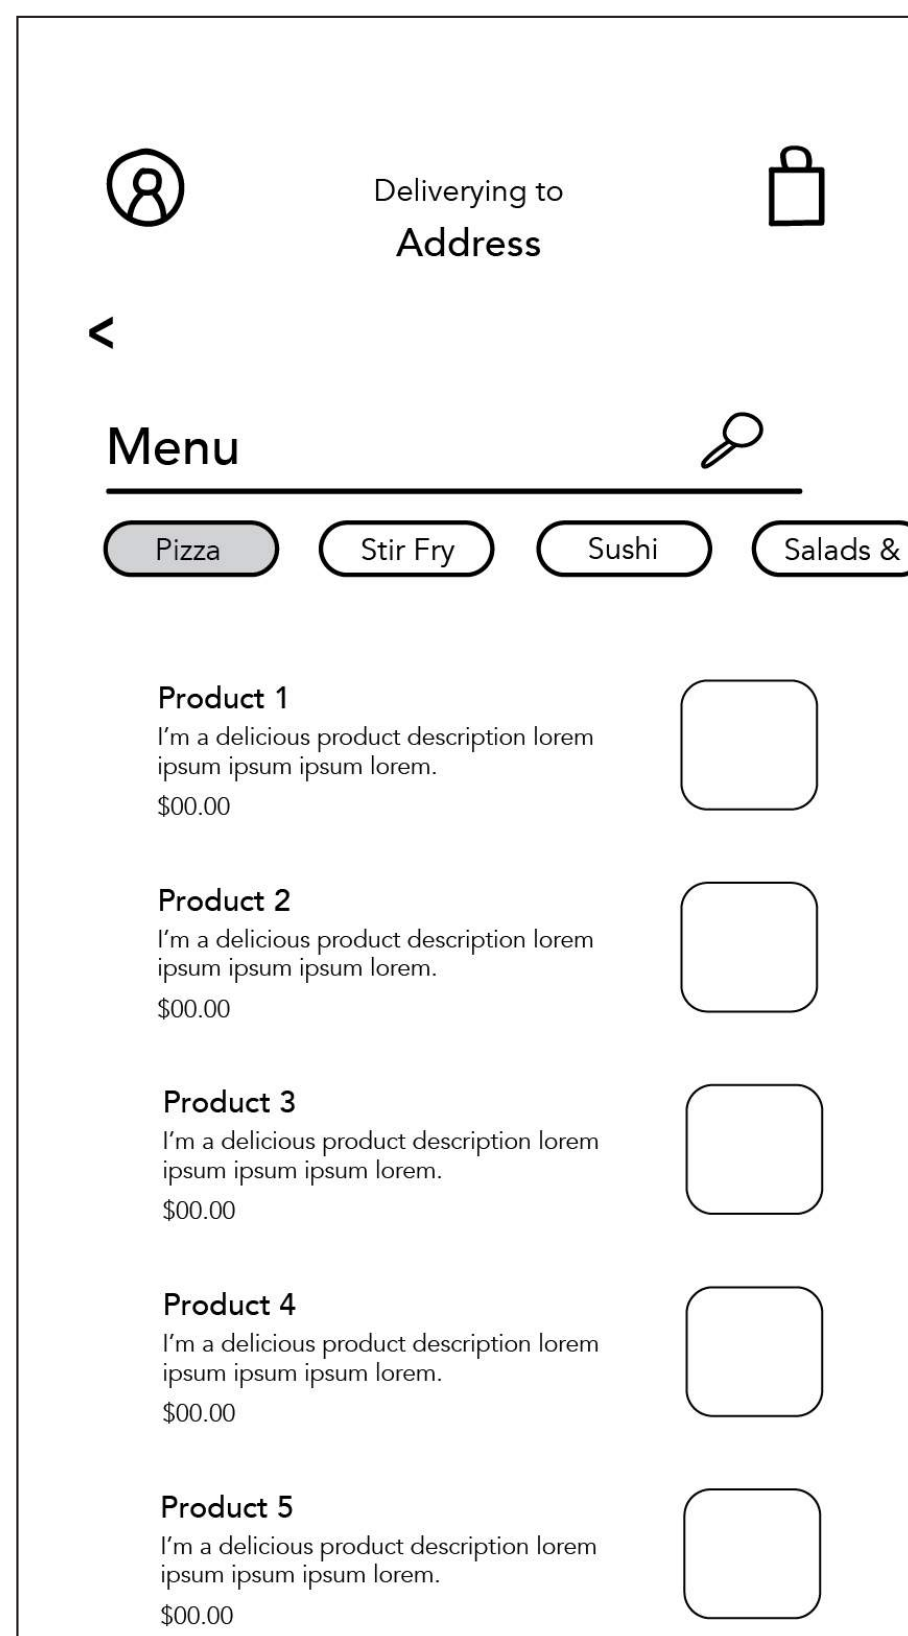 Deliverying to
Address
<
Menu
Pizza
Stir Fry
Sushi
Salads &
Product 1
I'm a delicious product description lorem
ipsum ipsum ipsum lorem.
$00.00
Product 2
I'm a delicious product description lorem
ipsum ipsum ipsum lorem.
$00.00
Product 3
I'm a delicious product description lorem
ipsum ipsum ipsum lorem.
$00.00
Product 4
I'm a delicious product description lorem
ipsum ipsum ipsum lorem.
$00.00
Product 5
I'm a delicious product description lorem
ipsum ipsum ipsum lorem.
$00.00